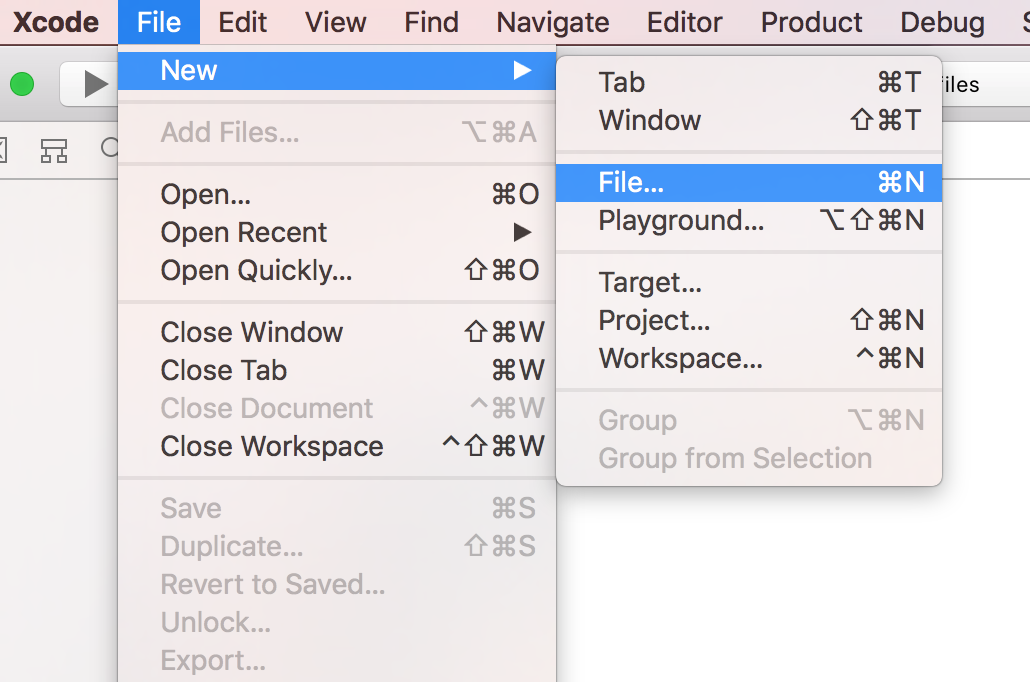 Xcode File Edit View Find Navigate Editor Product Debug
New
Add Files... ⌥⌘A
Open... ⌘O
Open Recent
Open Quickly... ⇧⌘O
Close Window ⇧⌘W
Close Tab ⌘W
Close Document ^⌘W
Close Workspace ^⇧⌘W
Save ⌘S
Duplicate... ⇧⌘S
Revert to Saved...
Unlock...
Export...
Tab ⌘T
Window ⇧⌘T
File... ⌘N
Playground... ⌥⇧⌘N
Target...
Project... ⇧⌘N
Workspace... ^⌘N
Group ⌥⌘N
Group from Selection
iles